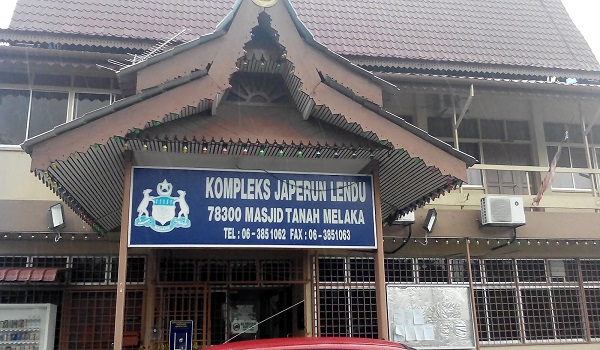 KOMPLEKS JAPERUN LENDU
78300 MASJID TANAH MELAKA
TEL : 06 - 3851062 FAX : 06 - 3851063